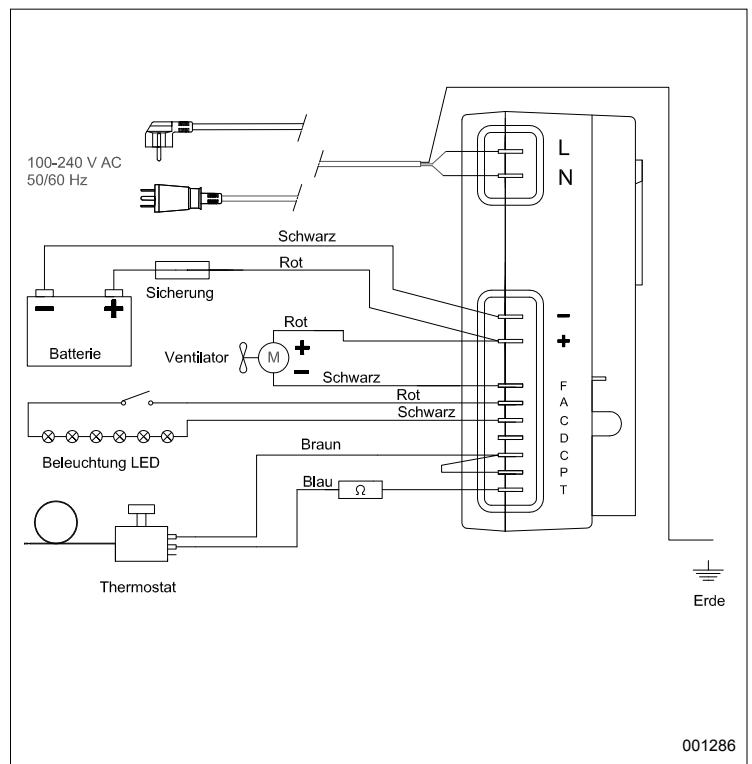 100-240 V AC
50/60 Hz
L
N
Schwarz
Rot
Sicherung
Batterie
Rot
Ventilator
M
Schwarz
Rot
Schwarz
Beleuchtung LED
Braun
Blau
Ω
Thermostat
−
+
−
+
+
−
F
A
C
D
C
P
T
Erde
001286